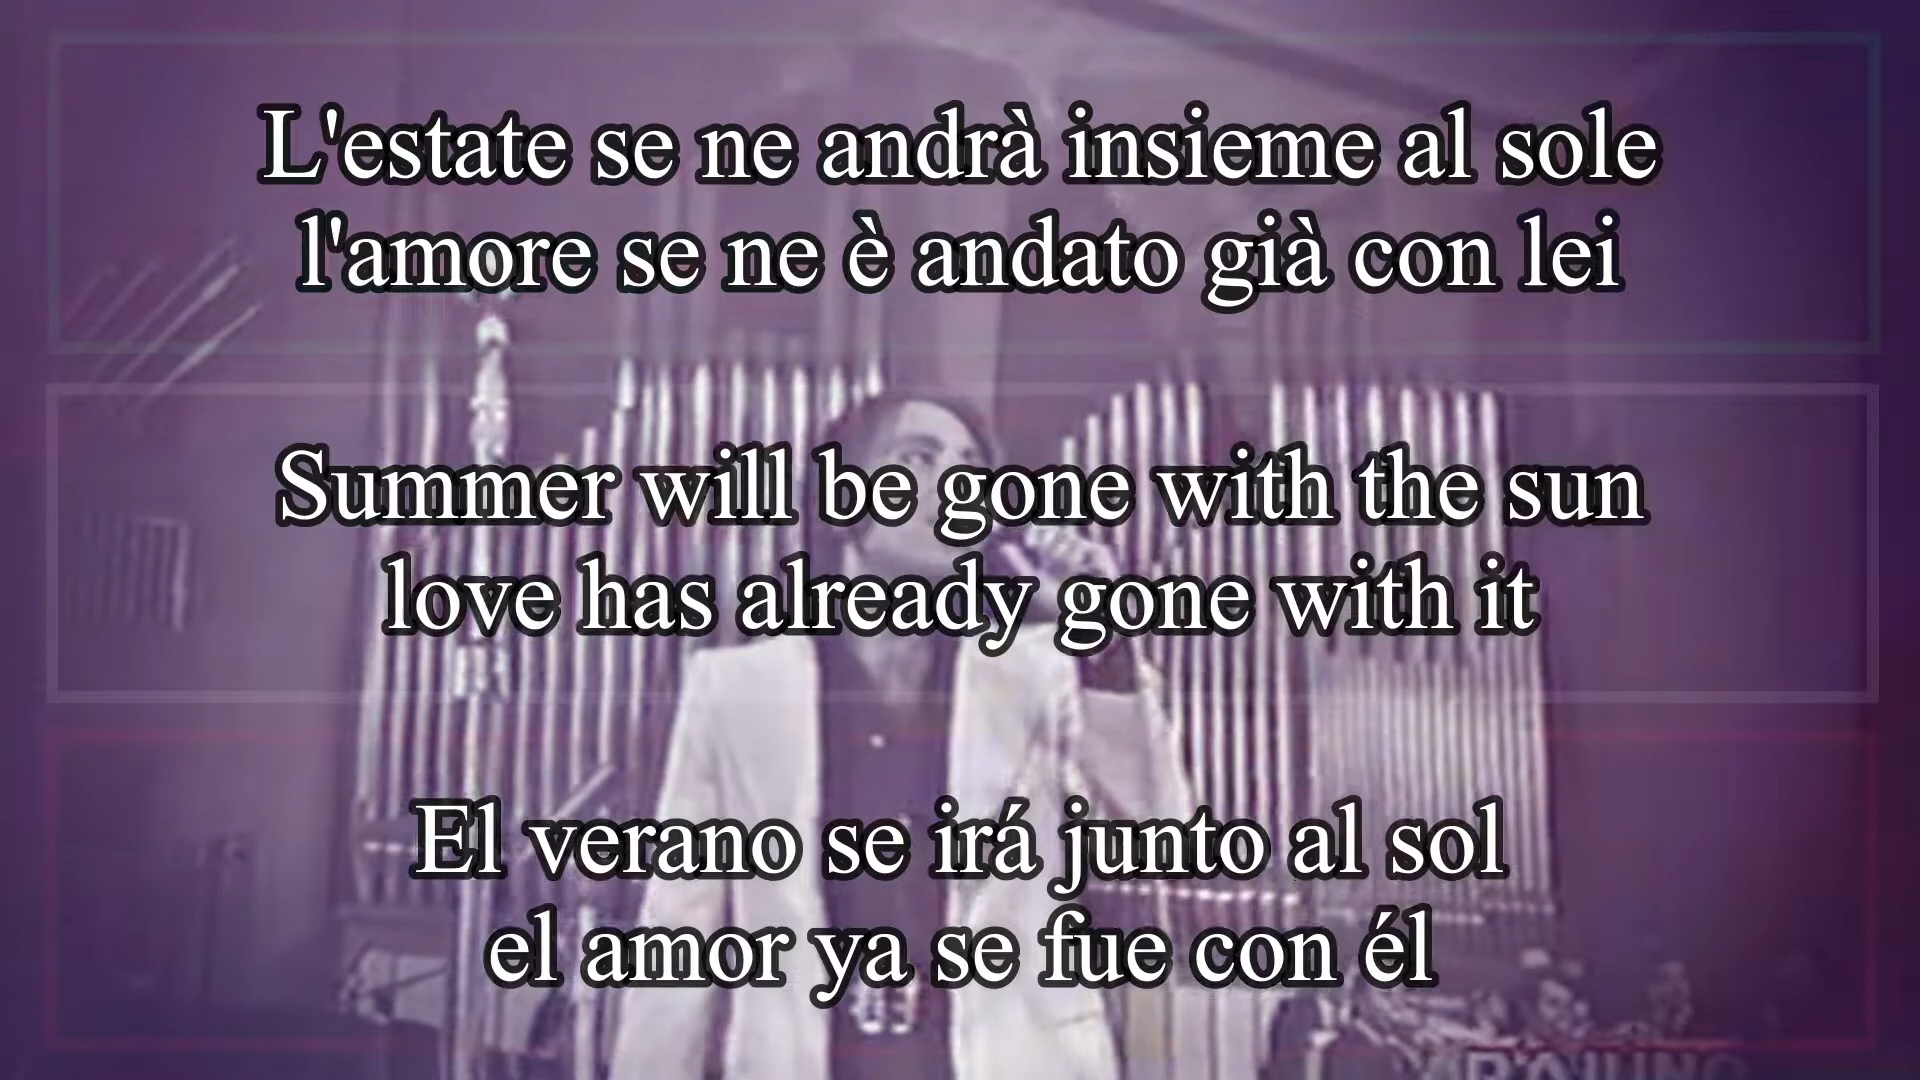 L'estate se ne andrà insieme al sole
l'amore se ne è andato già con lei
Summer will be gone with the sun
love has already gone with it
El verano se irá junto al sol
el amor ya se fue con él